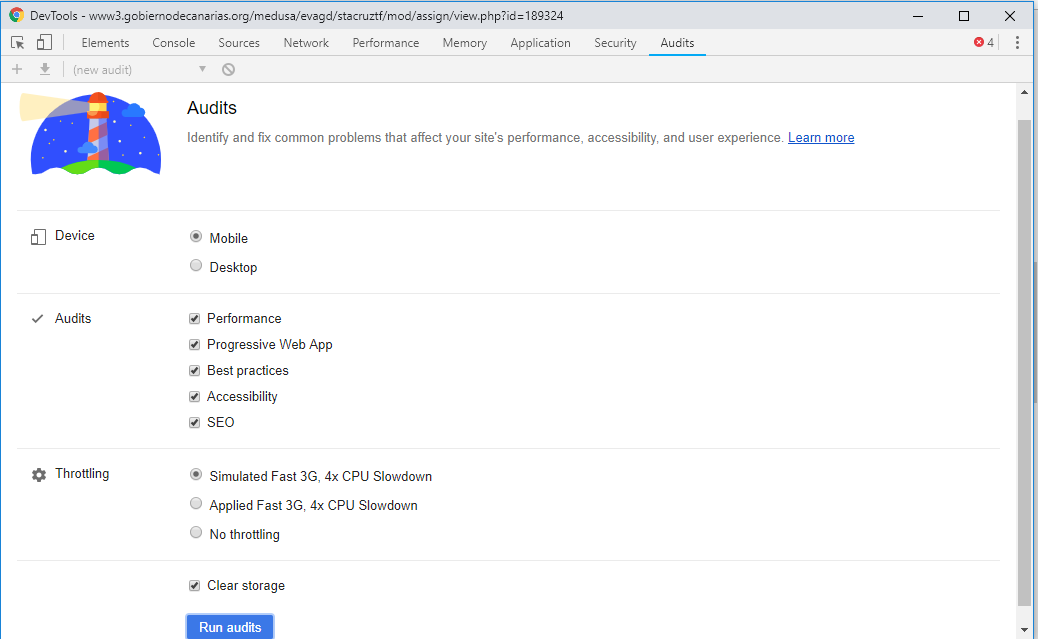 DevTools - www3.gobiernodecanarias.org/medusa/evagd/stacruztf/mod/assign/view.php?id=189324
Elements Console Sources Network Performance Memory Application Security Audits 4
(new audit)
Audits
Identify and fix common problems that affect your site's performance, accessibility, and user experience. Learn more
Device
Mobile
Desktop
Audits
Performance
Progressive Web App
Best practices
Accessibility
SEO
Throttling
Simulated Fast 3G, 4x CPU Slowdown
Applied Fast 3G, 4x CPU Slowdown
No throttling
Clear storage
Run audits